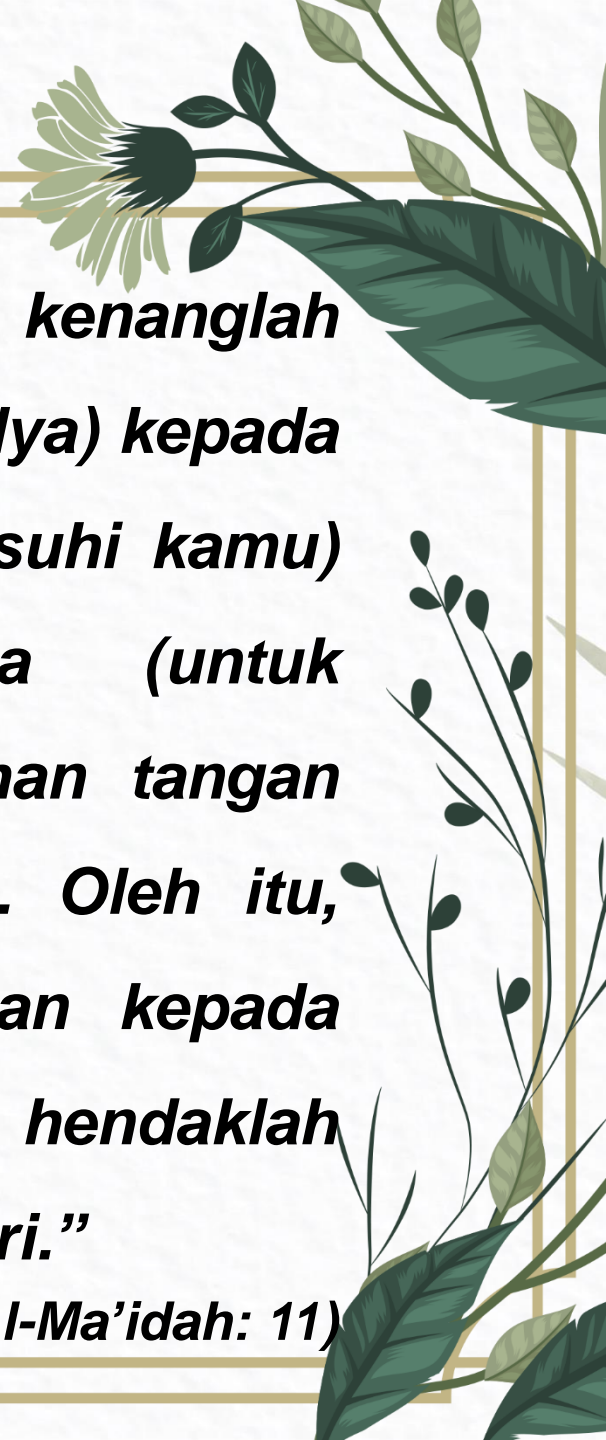 kenanglah
lya) kepada
suhi kamu)
a (untuk
nan tangan
. Oleh itu,
an kepada
hendaklah
ri.”
l-Ma’idah: 11)